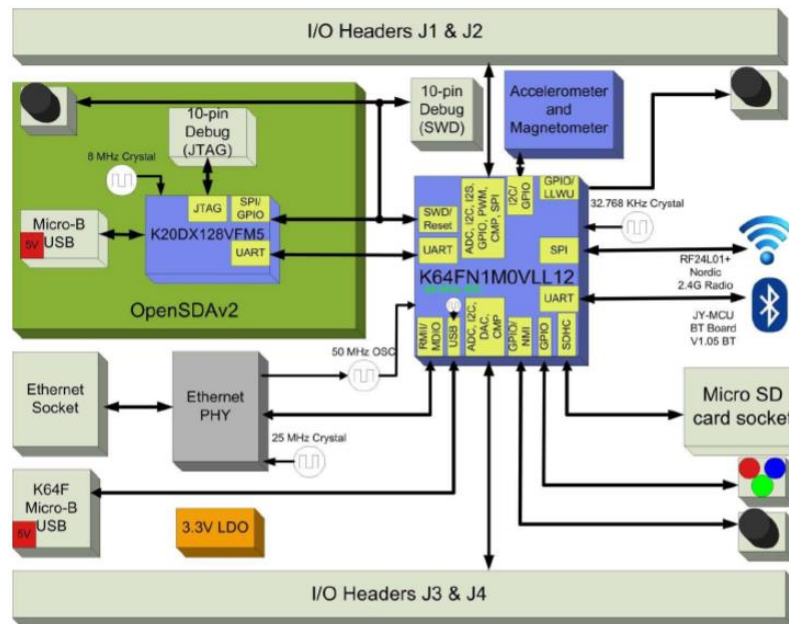 I/O Headers J1 & J2
10-pin
Debug
(JTAG)
8 MHz Crystal
10-pin
Debug
(SWD)
Accelerometer
and
Magnetometer
Micro-B
USB
5V
JTAG
SPI/
GPIO
K20DX128VFM5
UART
OpenSDAv2
SWD/
Reset
ADC, I2C, I2S,
GPIO, PWM,
CMP, SPI
I2C/
GPIO
GPIO/
LLWU
32.768 KHz Crystal
UART
SPI
K64FN1M0VLL12
UART
RMII/
MDIO
USB
ADC, I2C,
DAC,
CMP
GPIO/
NMI
GPIO
SDHC
RF24L01+
Nordic
2.4G Radio
JY-MCU
BT Board
V1.05 BT
50 MHz OSC
Ethernet
Socket
Ethernet
PHY
25 MHz Crystal
Micro SD
card socket
K64F
Micro-B
USB
5V
3.3V LDO
I/O Headers J3 & J4